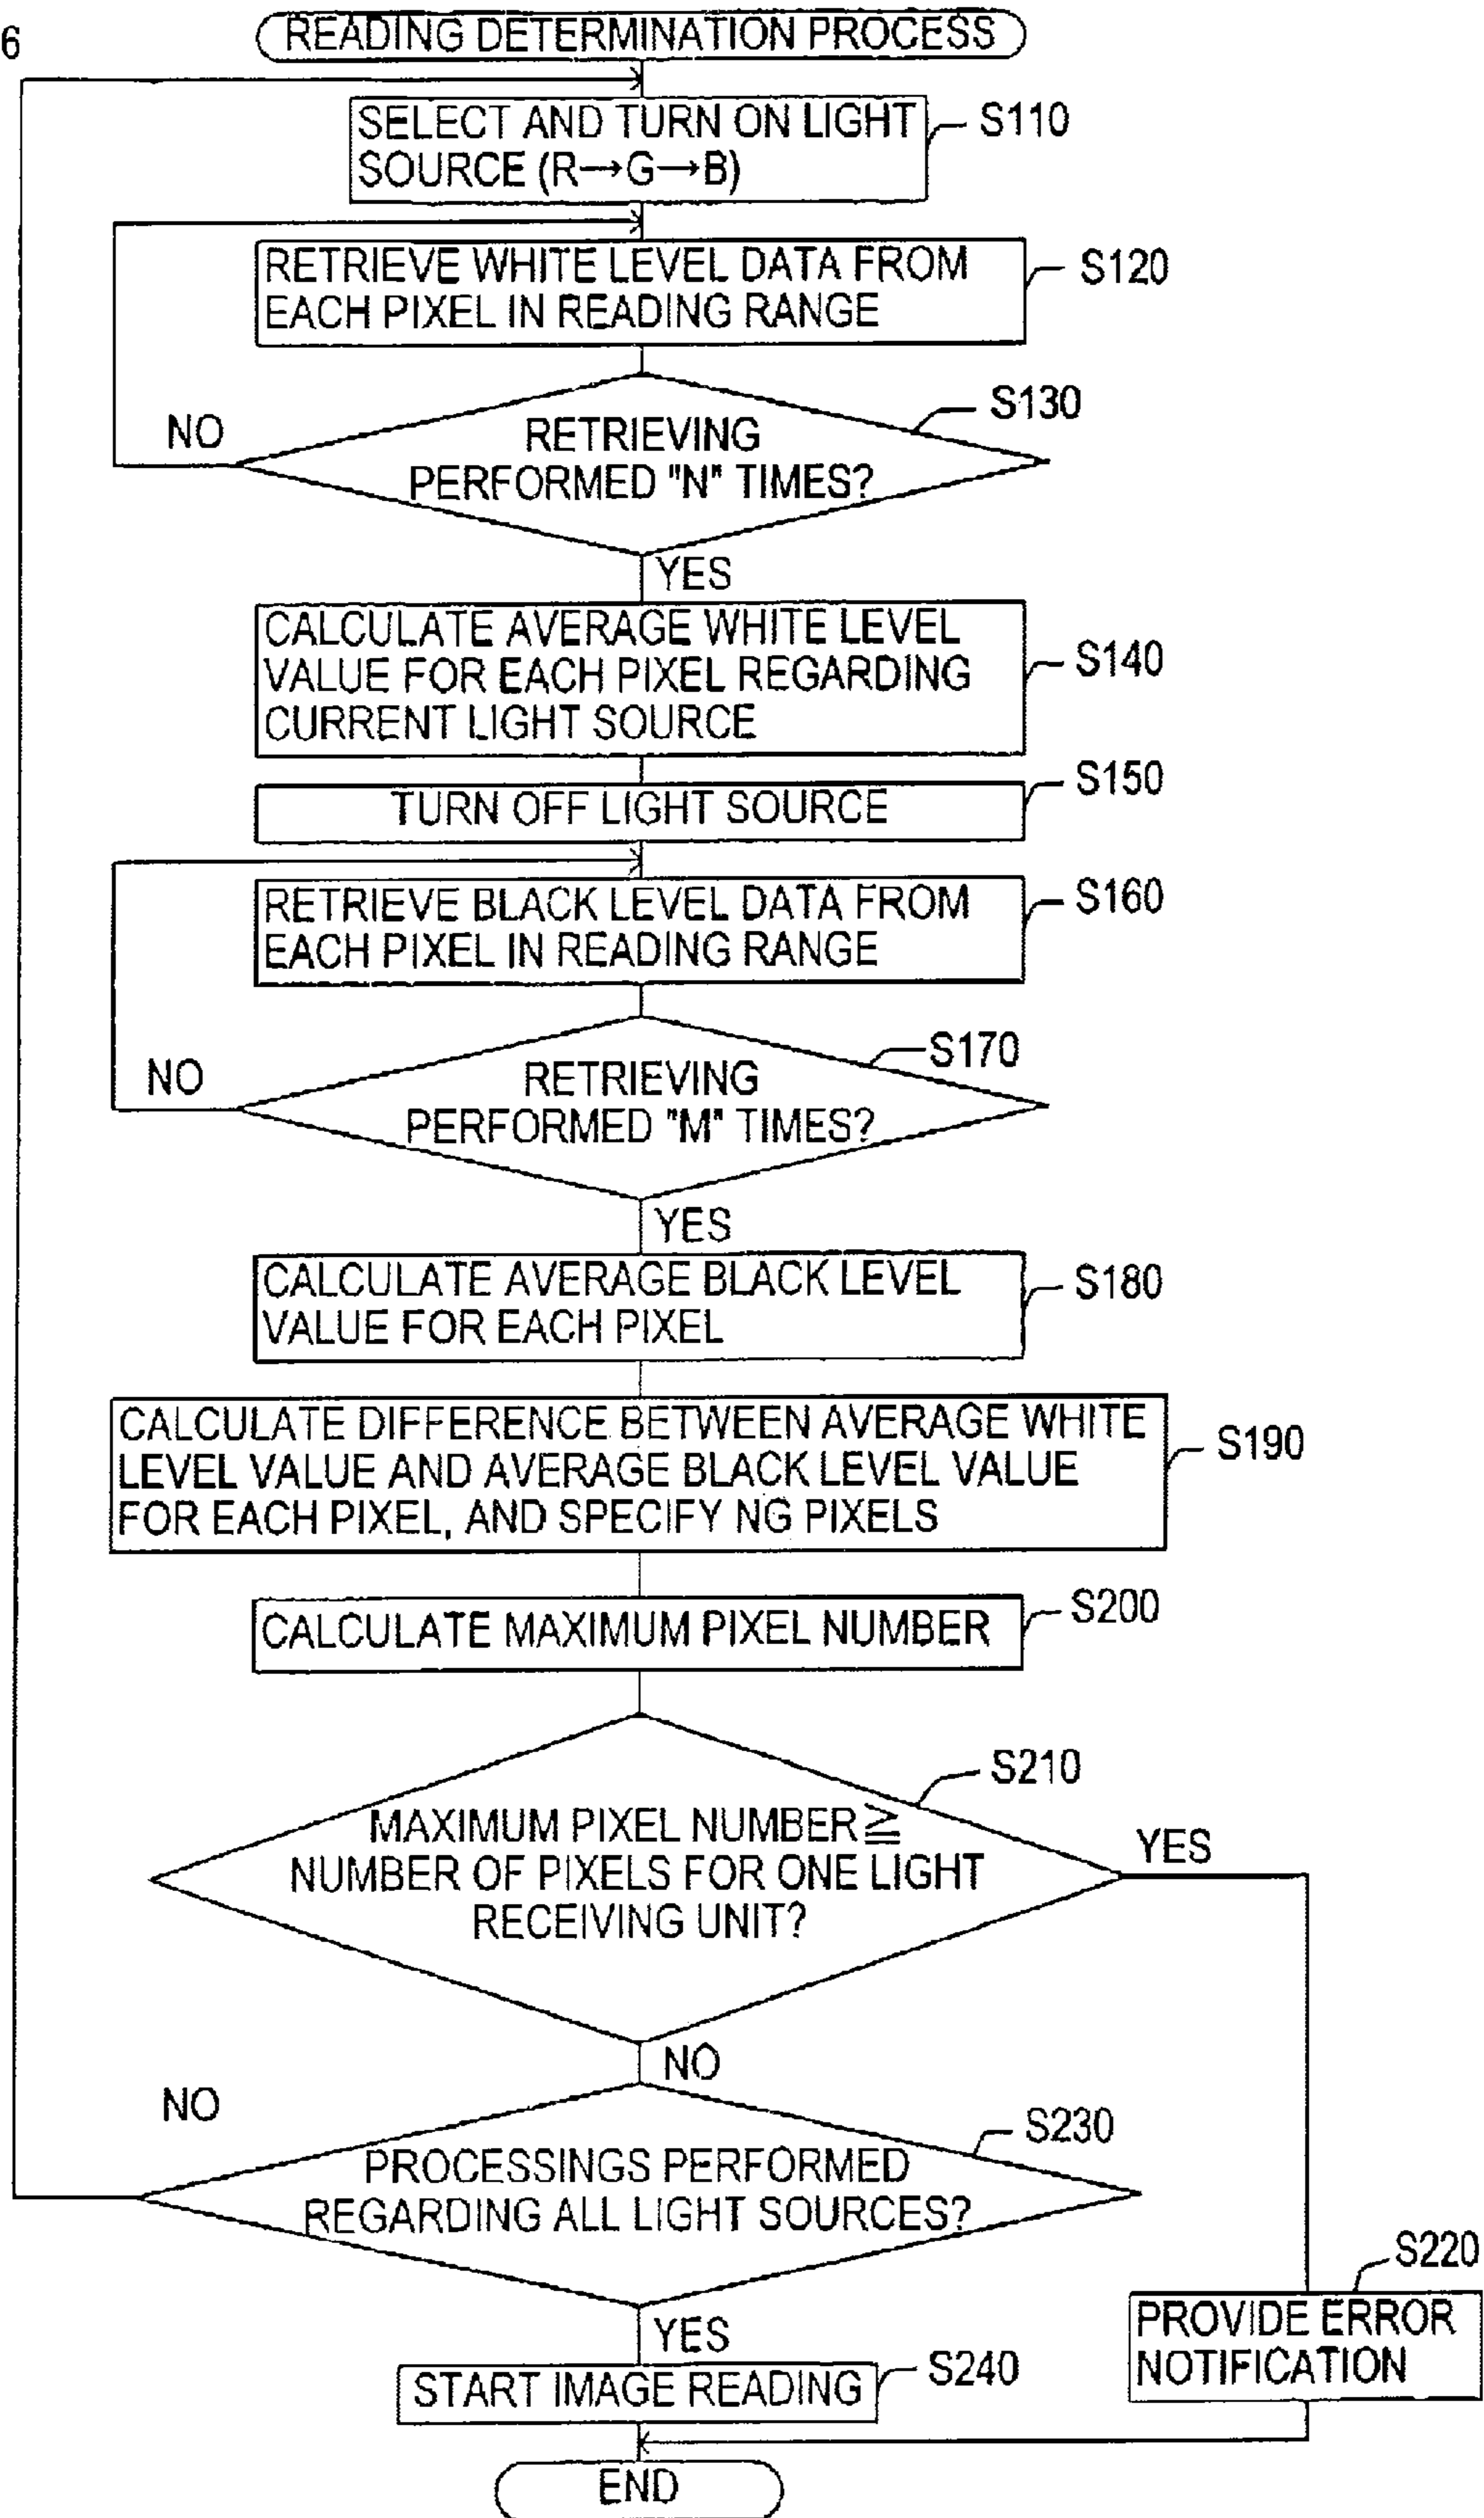 6
READING DETERMINATION PROCESS
SELECT AND TURN ON LIGHT
SOURCE (R→G→B)
S110
RETRIEVE WHITE LEVEL DATA FROM
EACH PIXEL IN READING RANGE
S120
S130
NO
RETRIEVING
PERFORMED "N" TIMES?
YES
CALCULATE AVERAGE WHITE LEVEL
VALUE FOR EACH PIXEL REGARDING
CURRENT LIGHT SOURCE
S140
S150
TURN OFF LIGHT SOURCE
RETRIEVE BLACK LEVEL DATA FROM
EACH PIXEL IN READING RANGE
S160
S170
NO
RETRIEVING
PERFORMED "M" TIMES?
YES
CALCULATE AVERAGE BLACK LEVEL
VALUE FOR EACH PIXEL
S180
CALCULATE DIFFERENCE BETWEEN AVERAGE WHITE
LEVEL VALUE AND AVERAGE BLACK LEVEL VALUE
FOR EACH PIXEL, AND SPECIFY NG PIXELS
S190
CALCULATE MAXIMUM PIXEL NUMBER
S200
S210
MAXIMUM PIXEL NUMBER≧
NUMBER OF PIXELS FOR ONE LIGHT
RECEIVING UNIT?
YES
NO
NO
S230
PROCESSINGS PERFORMED
REGARDING ALL LIGHT SOURCES?
S220
PROVIDE ERROR
NOTIFICATION
YES
START IMAGE READING
S240
END